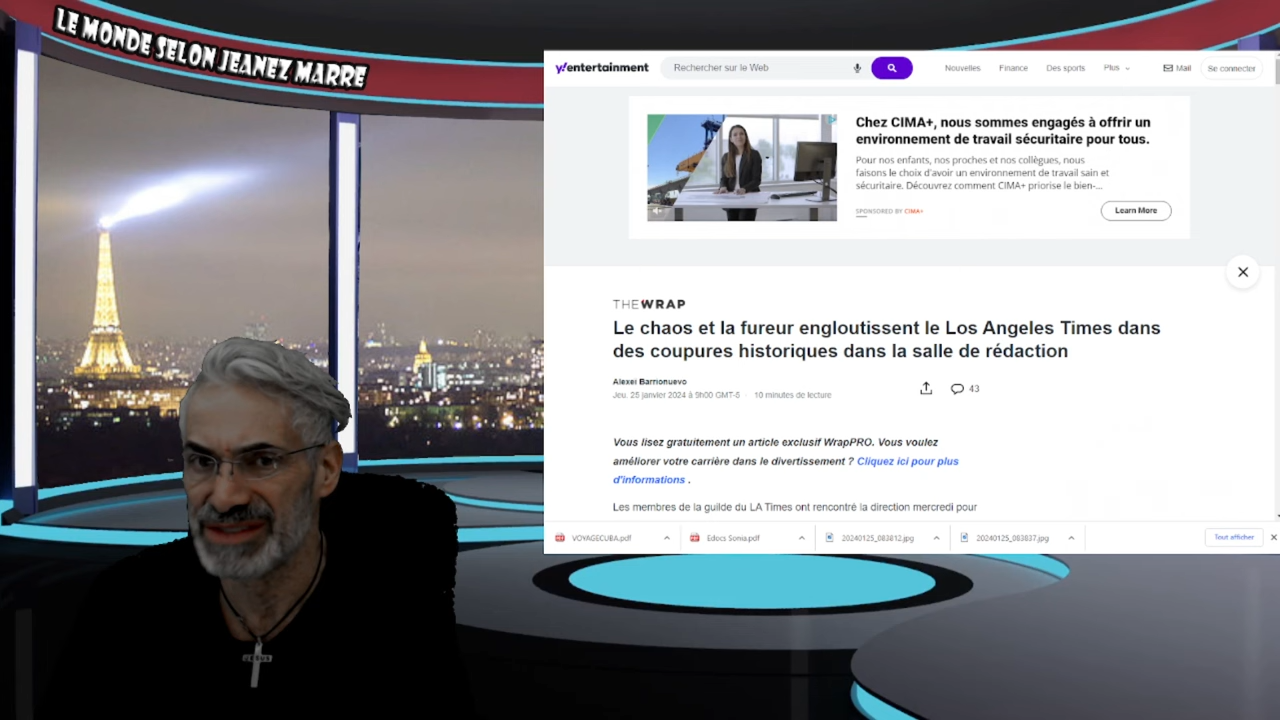 LE MONDE SELON JEANEZ MARRE
y!entertainment
Rechercher sur le Web
Nouvelles
Finance
Des sports
Plus
Mail
Se connecter
Chez CIMA+, nous sommes engagés à offrir un
environnement de travail sécuritaire pour tous.
Pour nos enfants, nos proches et nos collègues, nous
faisons le choix d'avoir un environnement de travail sain et
sécuritaire. Découvrez comment CIMA+ priorise le bien-...
SPONSORED BY CIMA+
Learn More
THEWRAP
Le chaos et la fureur engloutissent le Los Angeles Times dans
des coupures historiques dans la salle de rédaction
Alexei Barrionuevo
43
Jeu. 25 janvier 2024 à 9h00 GMT-5 · 10 minutes de lecture
Vous lisez gratuitement un article exclusif WrapPRO. Vous voulez
améliorer votre carrière dans le divertissement ? Cliquez ici pour plus
d'informations .
Les membres de la guilde du LA Times ont rencontré la direction mercredi pour
VOYAGECUBA.pdf
Edocs Sonia.pdf
20240125_083812.jpg
20240125_083837.jpg
Tout afficher
JESUS